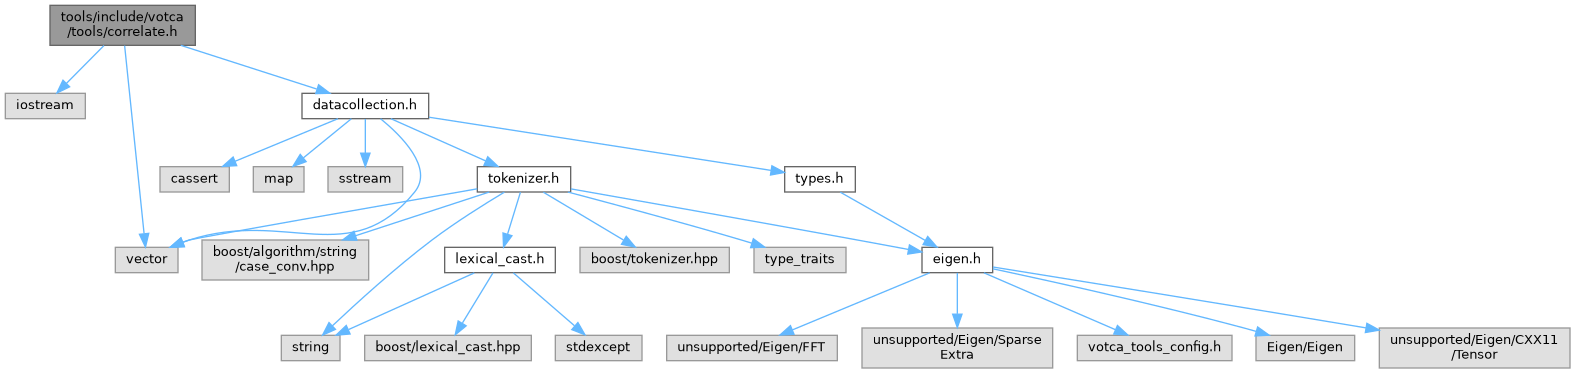 tools/include/votca
/tools/correlate.h
iostream
datacollection.h
cassert
map
sstream
tokenizer.h
types.h
vector
boost/algorithm/string
/case_conv.hpp
lexical_cast.h
boost/tokenizer.hpp
type_traits
eigen.h
string
boost/lexical_cast.hpp
stdexcept
unsupported/Eigen/FFT
unsupported/Eigen/Sparse
Extra
votca_tools_config.h
Eigen/Eigen
unsupported/Eigen/CXX11
/Tensor